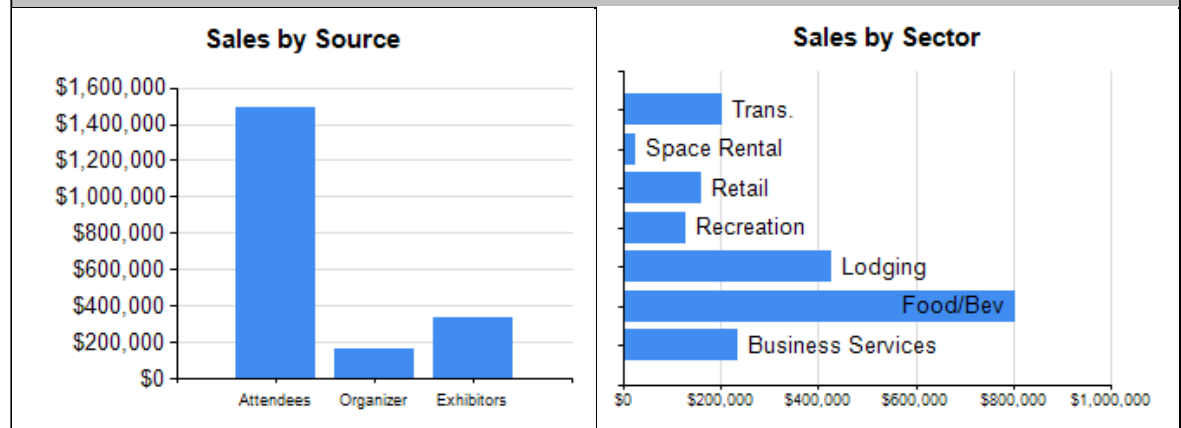 Sales by Source
$1,600,000
$1,400,000
$1,200,000
$1,000,000
$800,000
$600,000
$400,000
$200,000
$0
Attendees Organizer Exhibitors
Sales by Sector
Trans.
Space Rental
Retail
Recreation
Lodging
Food/Bev
Business Services
$0 $200,000 $400,000 $600,000 $800,000 $1,000,000